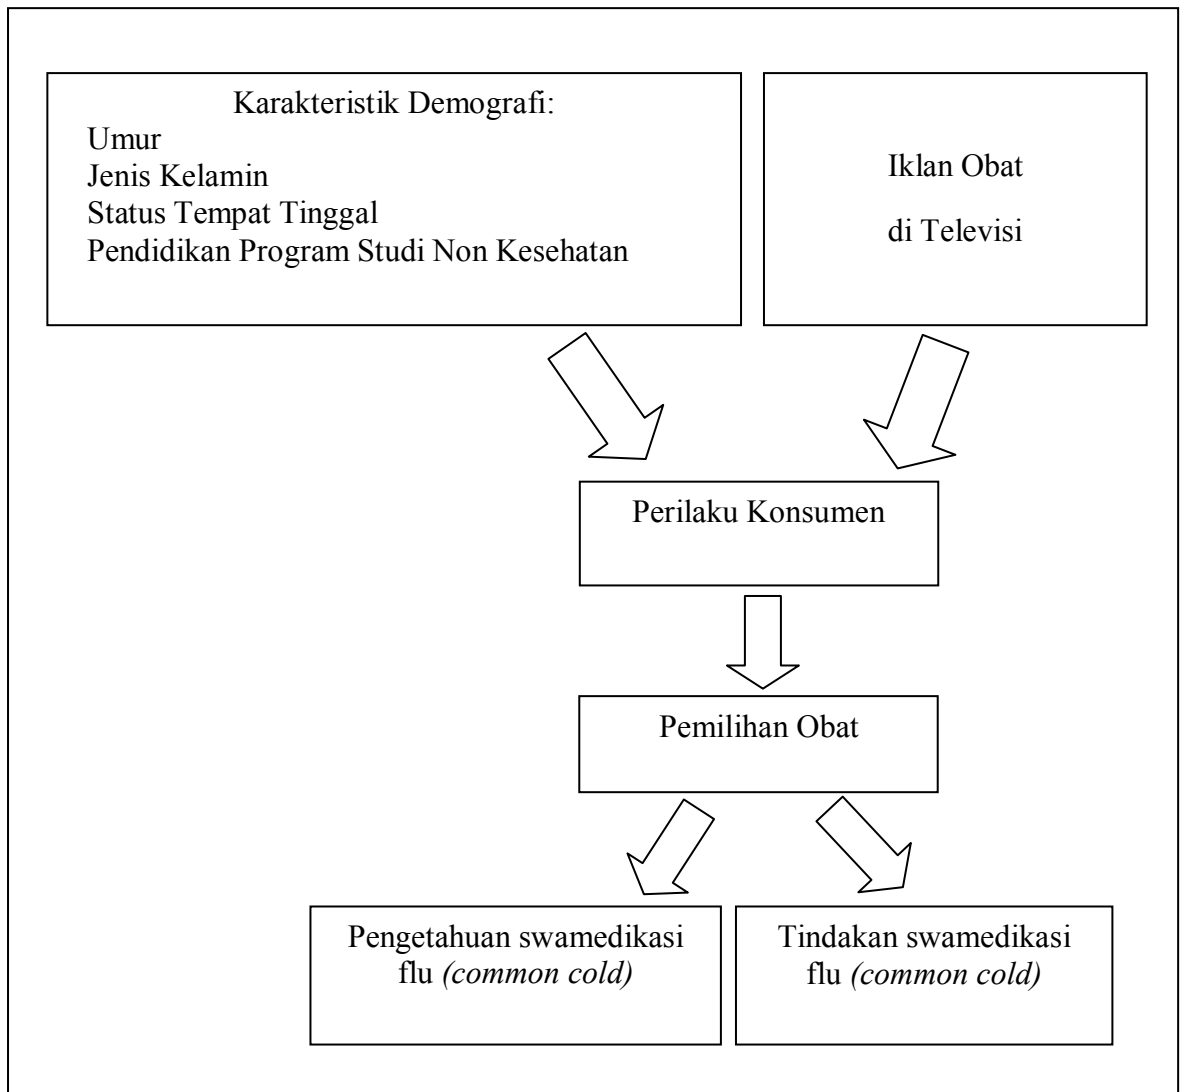 Karakteristik Demografi:
Umur
Jenis Kelamin
Status Tempat Tinggal
Pendidikan Program Studi Non Kesehatan
Iklan Obat
di Televisi
Perilaku Konsumen
Pemilihan Obat
Pengetahuan swamedikasi
flu (common cold)
Tindakan swamedikasi
flu (common cold)